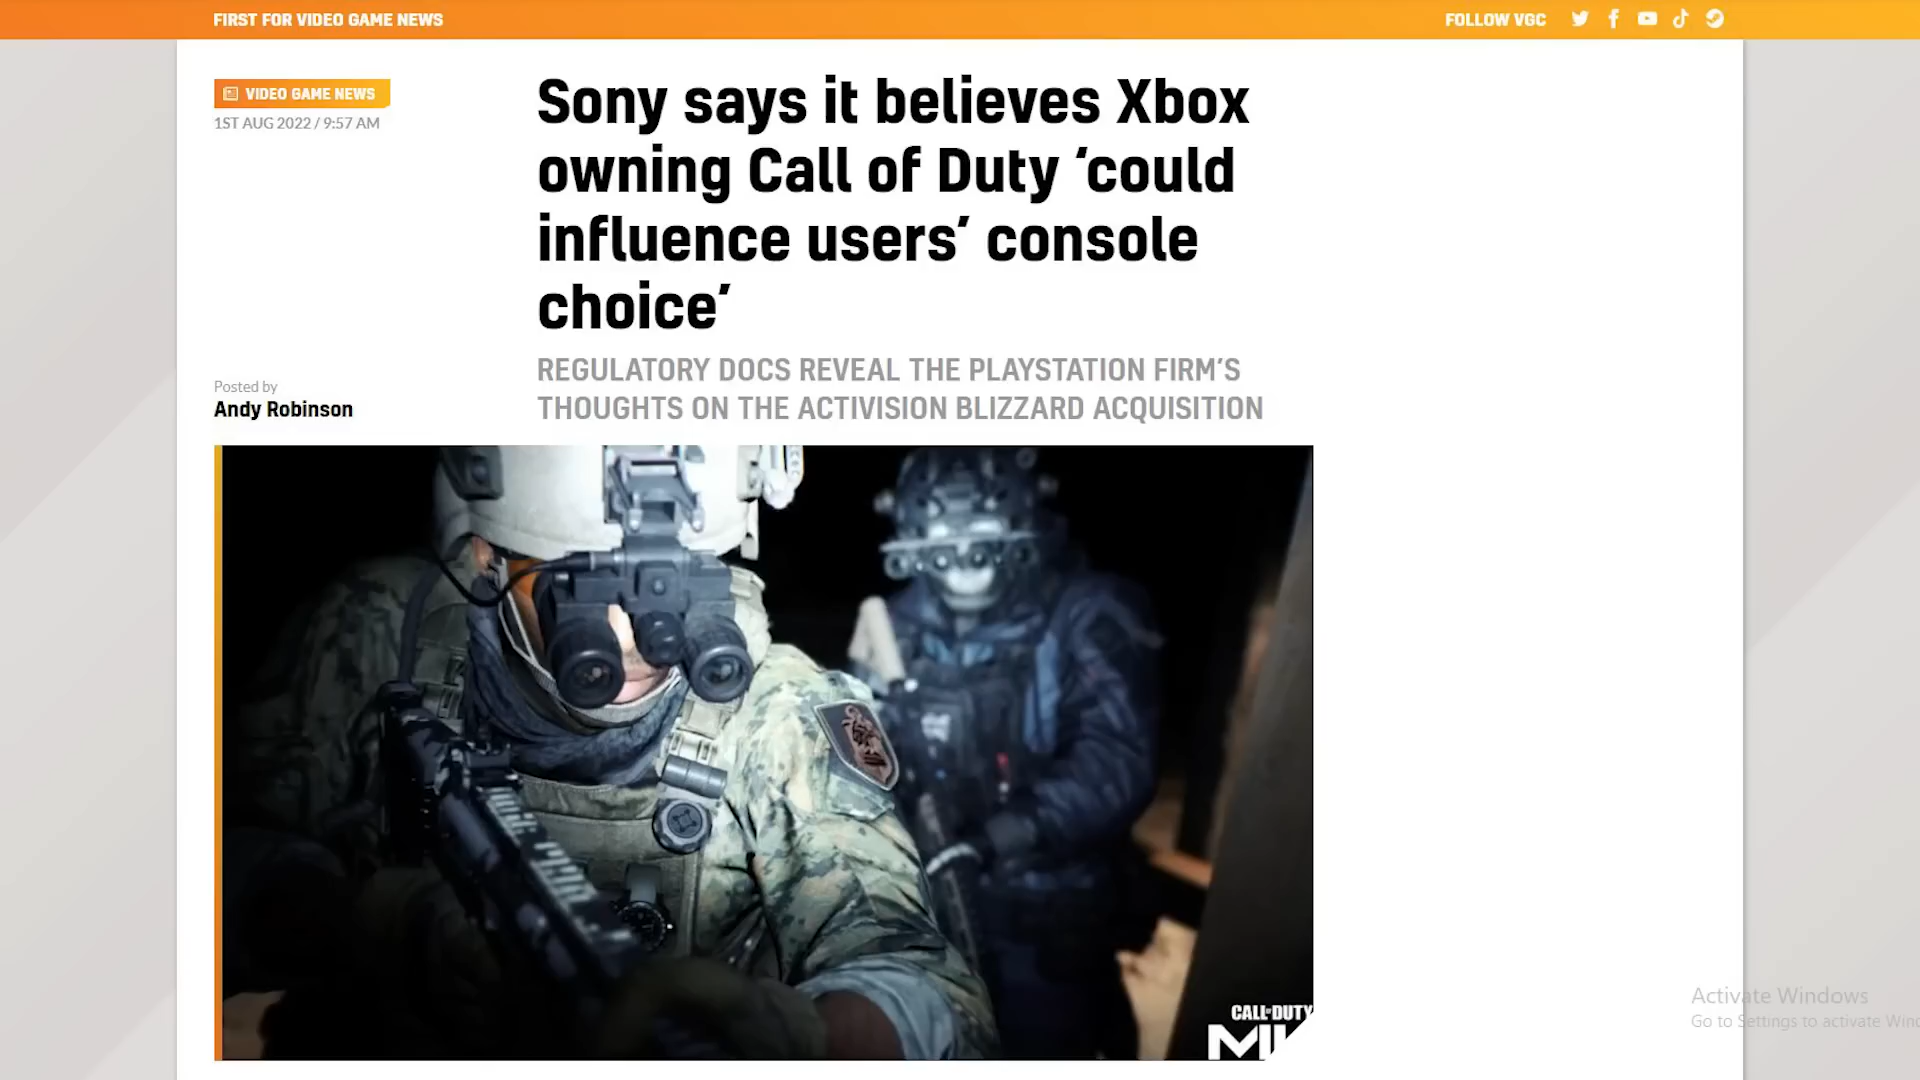 FIRST FOR VIDEO GAME NEWS
FOLLOW VGC
VIDEO GAME NEWS
1ST AUG 2022 / 9:57 AM
Sony says it believes Xbox
owning Call of Duty ‘could
influence users’ console
choice’
REGULATORY DOCS REVEAL THE PLAYSTATION FIRM’S
THOUGHTS ON THE ACTIVISION BLIZZARD ACQUISITION
Posted by
Andy Robinson
CALL OF DUTY
Activate Windows
Go to Settings to activate Win